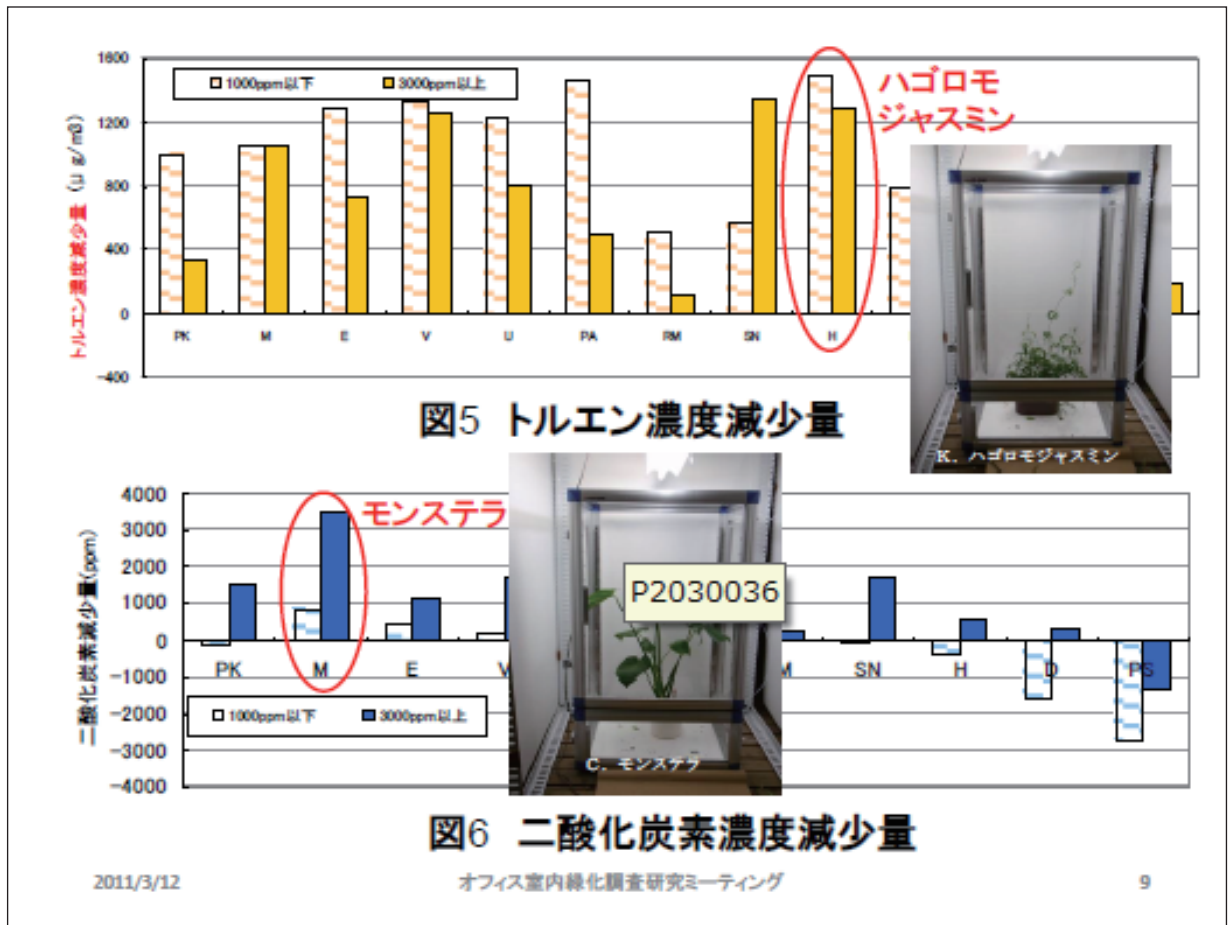 1600
1200
800
400
0
-400
トルエン濃度減少量 (μg/m3)
1000ppm以下 3000ppm以上
PK M E V U PA RM SN H
ハゴロモ
ジャスミン
K. ハゴロモジャスミン
図5 トルエン濃度減少量
4000
3000
2000
1000
0
-1000
-2000
-3000
-4000
二酸化炭素減少量(ppm)
モンステラ
P2030036
PK M E SN H D PS
1000ppm以下 3000ppm以上
C. モンステラ
図6 二酸化炭素濃度減少量
2011/3/12 オフィス室内緑化調査研究ミーティング 9